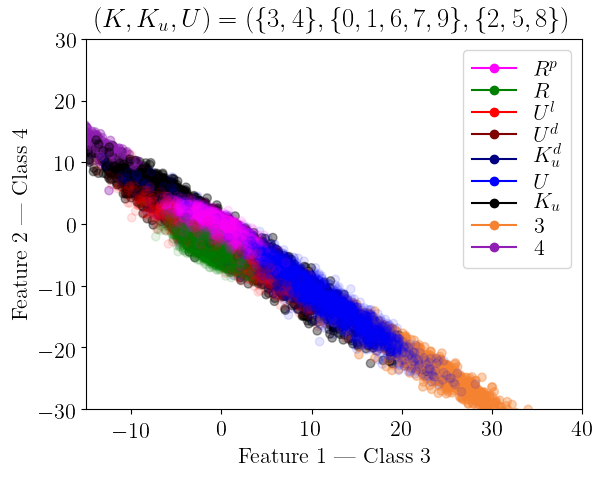 (K, K_u, U) = ({3, 4}, {0, 1, 6, 7, 9}, {2, 5, 8})
30
20
10
0
−10
−20
−30
Feature 2 — Class 4
R^p
R
U^l
U^d
K_u^d
U
K_u
3
4
−10
0
10
20
30
40
Feature 1 — Class 3